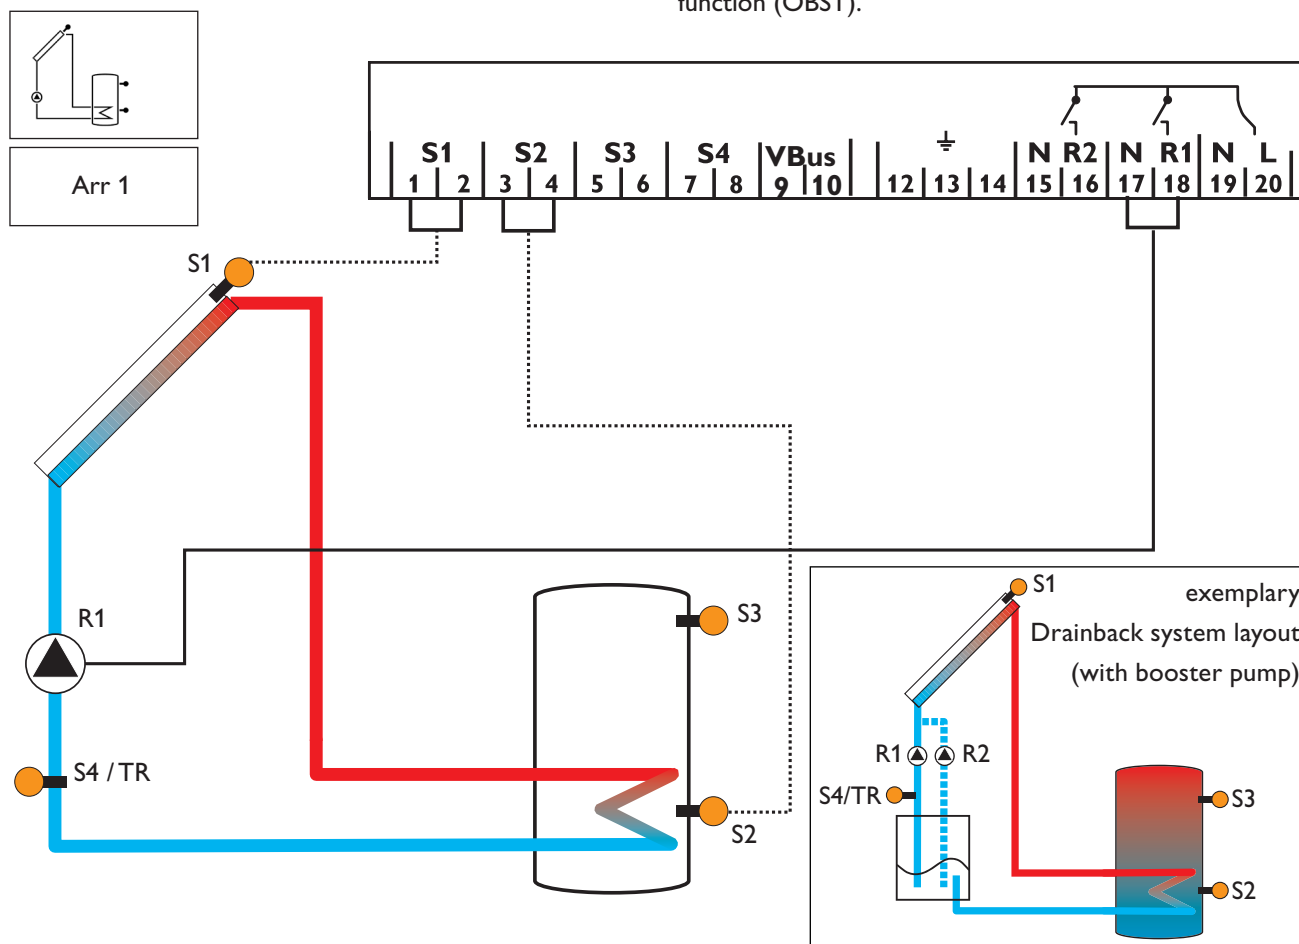 function (OBST).
Arr 1
S1 S2 S3 S4 VBus N R2 N R1 N L
1 2 3 4 5 6 7 8 9 10 12 13 14 15 16 17 18 19 20
S1
R1
S4 / TR
S3
S2
S1
exemplary
Drainback system layout
(with booster pump)
R1 R2
S4/TR
S3
S2